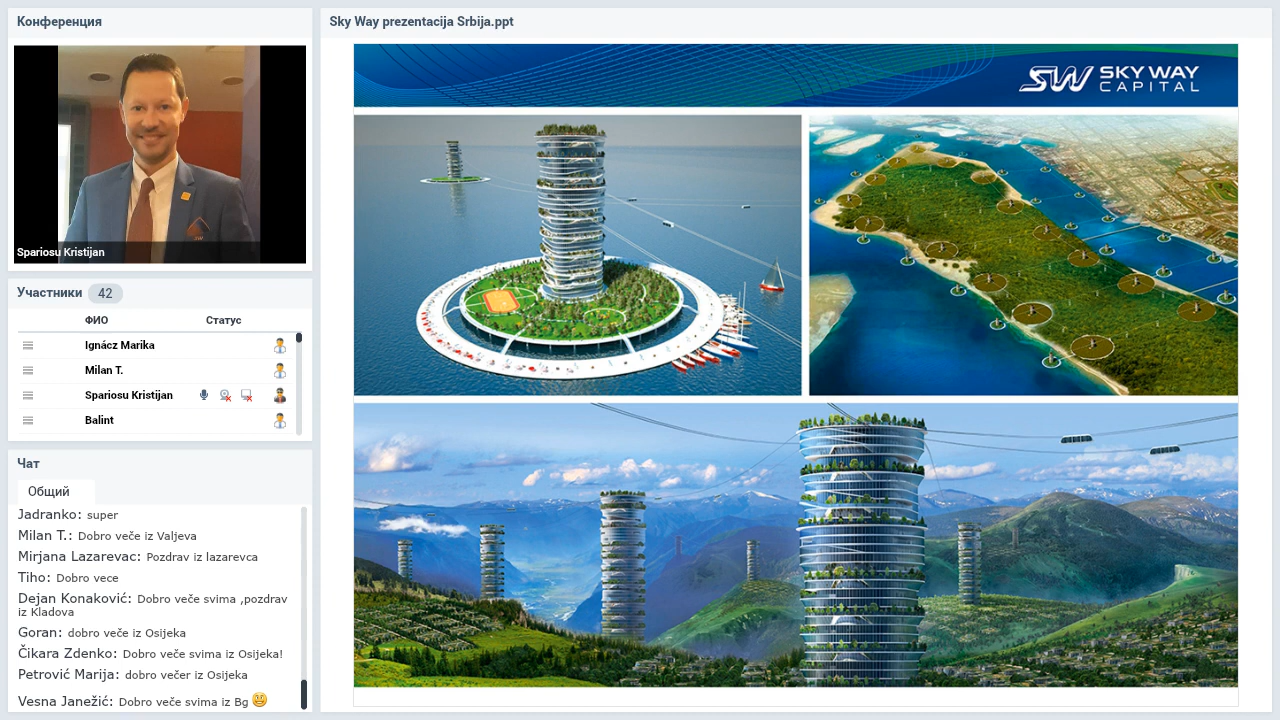 Конференция
Spariosu Kristijan
Участники 42
ФИО Статус
Ignácz Marika
Milan T.
Spariosu Kristijan
Balint
Чат
Общий
Jadranko: super
Milan T.: Dobro vece iz Valjeva
Mirjana Lazarevac: Pozdrav iz lazarevca
Tiho: Dobro vece
Dejan Konaković: Dobro veče svima ,pozdrav
iz Kladova
Goran: dobro veče iz Osijeka
Čikara Zdenko: Dobro veče svima iz Osijeka!
Petrović Marija: dobro večer iz Osijeka
Vesna Janežić: Dobro veče svima iz Bg
Sky Way prezentacija Srbija.ppt
SW SKY WAY
CAPITAL